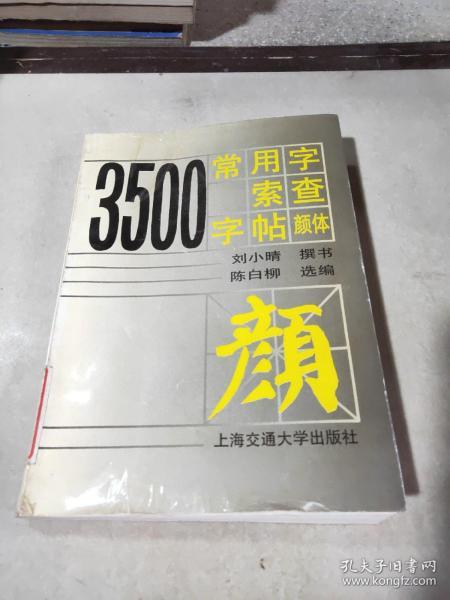 3500
常用字
索查
字帖 颜体
刘小晴 撰书
陈白柳 选编
顔
上海交通大学出版社
孔夫子旧书网
www.kongfz.com